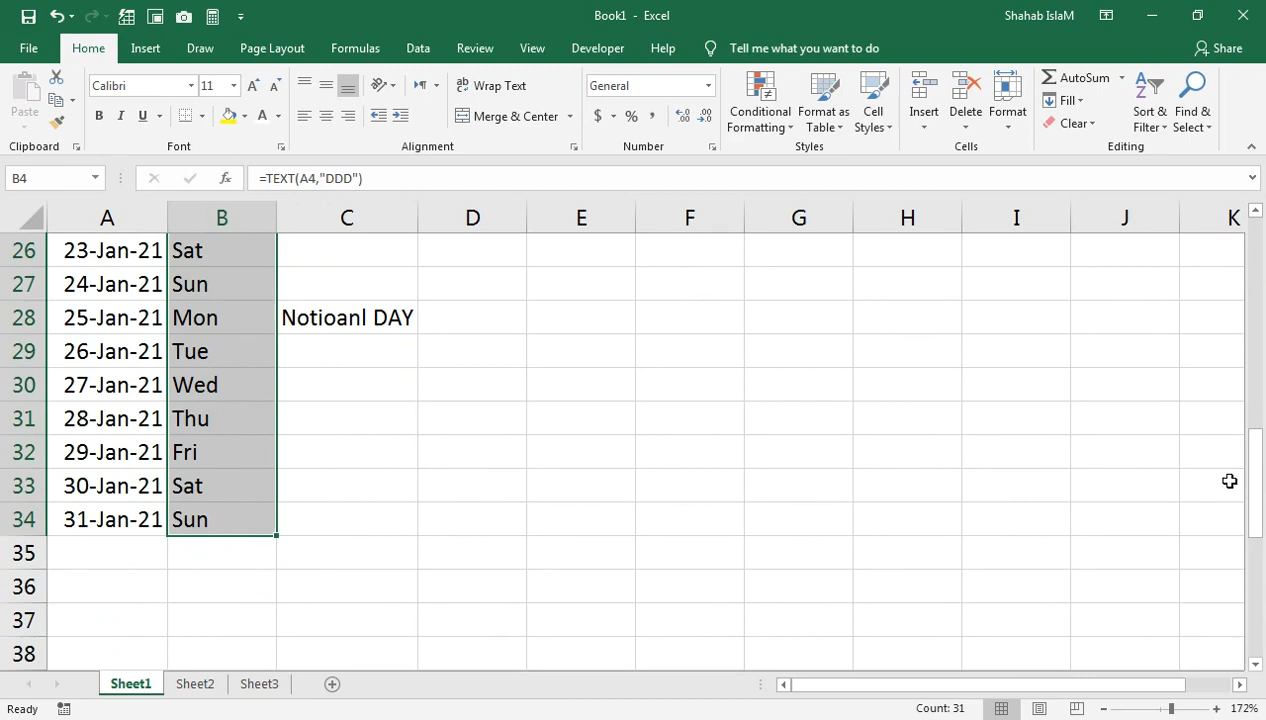 Book1 - Excel
Shahab IslaM
File Home Insert Draw Page Layout Formulas Data Review View Developer Help Tell me what you want to do Share
Paste
Calibri 11 A A
B I U A
Wrap Text
Merge & Center
General
$ % ,
Conditional Formatting
Format as Table
Cell Styles
Insert
Delete
Format
AutoSum
Fill
Clear
Sort & Filter
Find & Select
Clipboard Font Alignment Number Styles Cells Editing
B4 fx =TEXT(A4,"DDD")
A B C D E F G H I J K
26 23-Jan-21 Sat
27 24-Jan-21 Sun
28 25-Jan-21 Mon Notioanl DAY
29 26-Jan-21 Tue
30 27-Jan-21 Wed
31 28-Jan-21 Thu
32 29-Jan-21 Fri
33 30-Jan-21 Sat
34 31-Jan-21 Sun
35
36
37
38
Sheet1 Sheet2 Sheet3
Ready Count: 31 172%